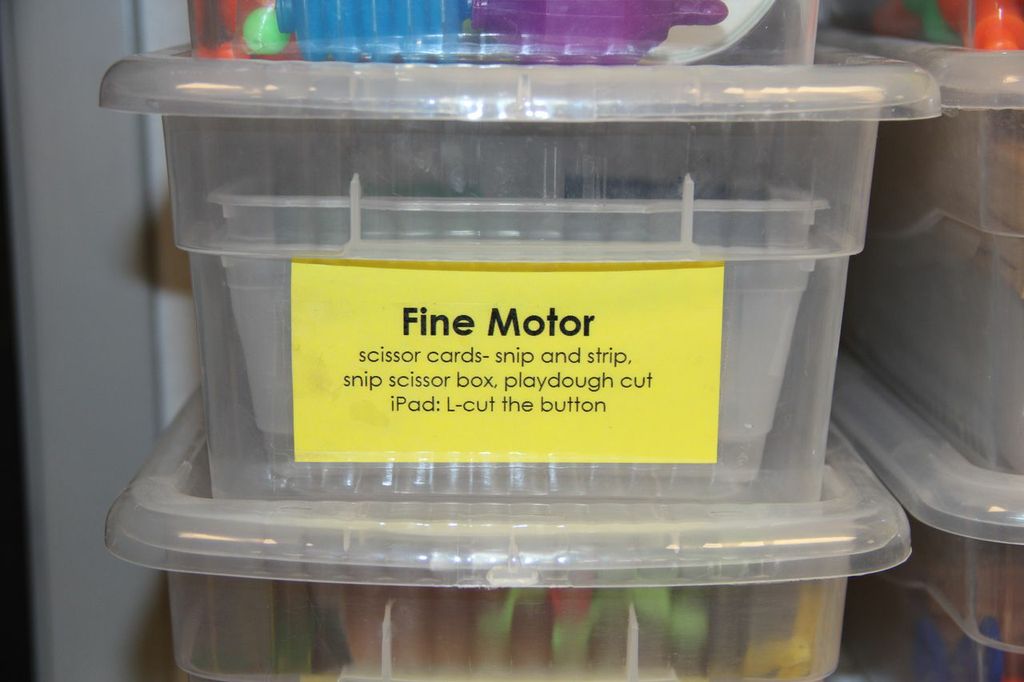 Fine Motor
scissor cards- snip and strip,
snip scissor box, playdough cut
iPad: L-cut the button